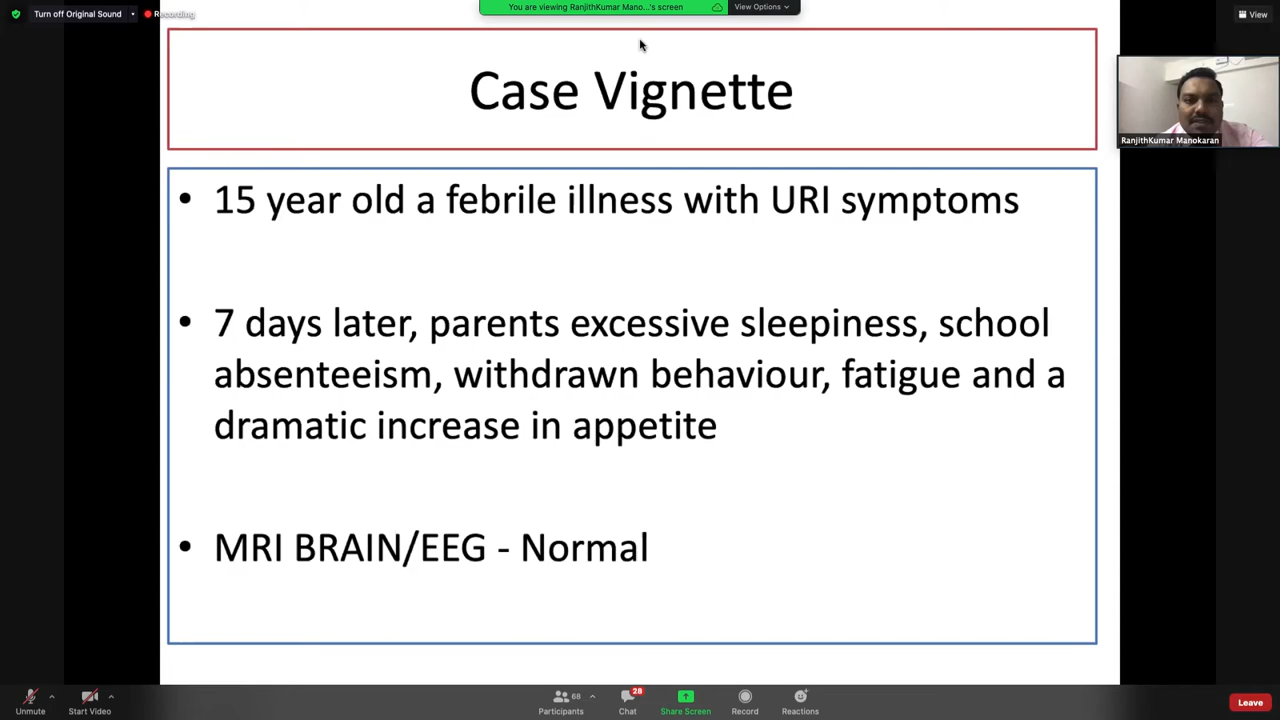 Turn off Original Sound
Recording
You are viewing RanjithKumar Mano...'s screen
View Options
View
Case Vignette
RanjithKumar Manokaran
• 15 year old a febrile illness with URI symptoms
• 7 days later, parents excessive sleepiness, school
absenteeism, withdrawn behaviour, fatigue and a
dramatic increase in appetite
• MRI BRAIN/EEG - Normal
Unmute
Start Video
68
Participants
28
Chat
Share Screen
Record
Reactions
Leave